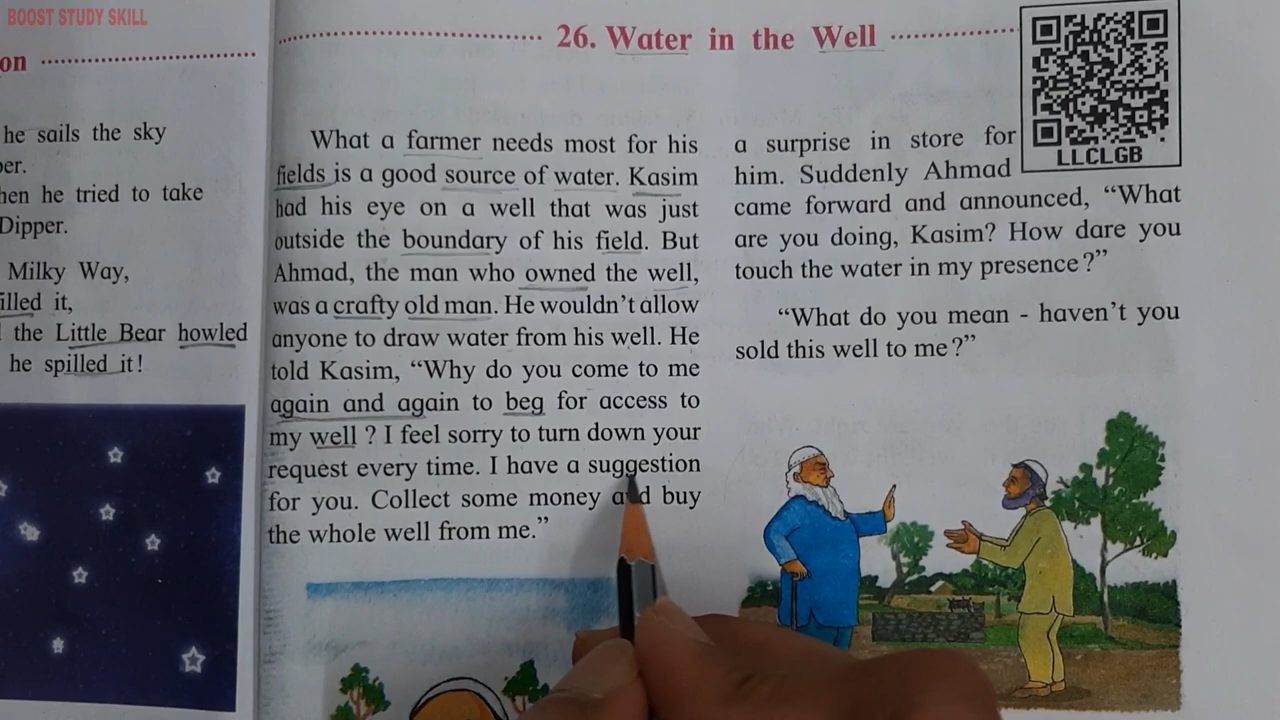 BOOST STUDY SKILL
on
he sails the sky
per.
hen he tried to take
Dipper.
Milky Way,
illed it,
the Little Bear howled
he spilled it!
26. Water in the Well
What a farmer needs most for his
fields is a good source of water. Kasim
had his eye on a well that was just
outside the boundary of his field. But
Ahmad, the man who owned the well,
was a crafty old man. He wouldn't allow
anyone to draw water from his well. He
told Kasim, “Why do you come to me
again and again to beg for access to
my well ? I feel sorry to turn down your
request every time. I have a suggestion
for you. Collect some money and buy
the whole well from me.”
a surprise in store for
him. Suddenly Ahmad
came forward and announced, “What
are you doing, Kasim? How dare you
touch the water in my presence?”
“What do you mean - haven't you
sold this well to me?”
LLCLGB